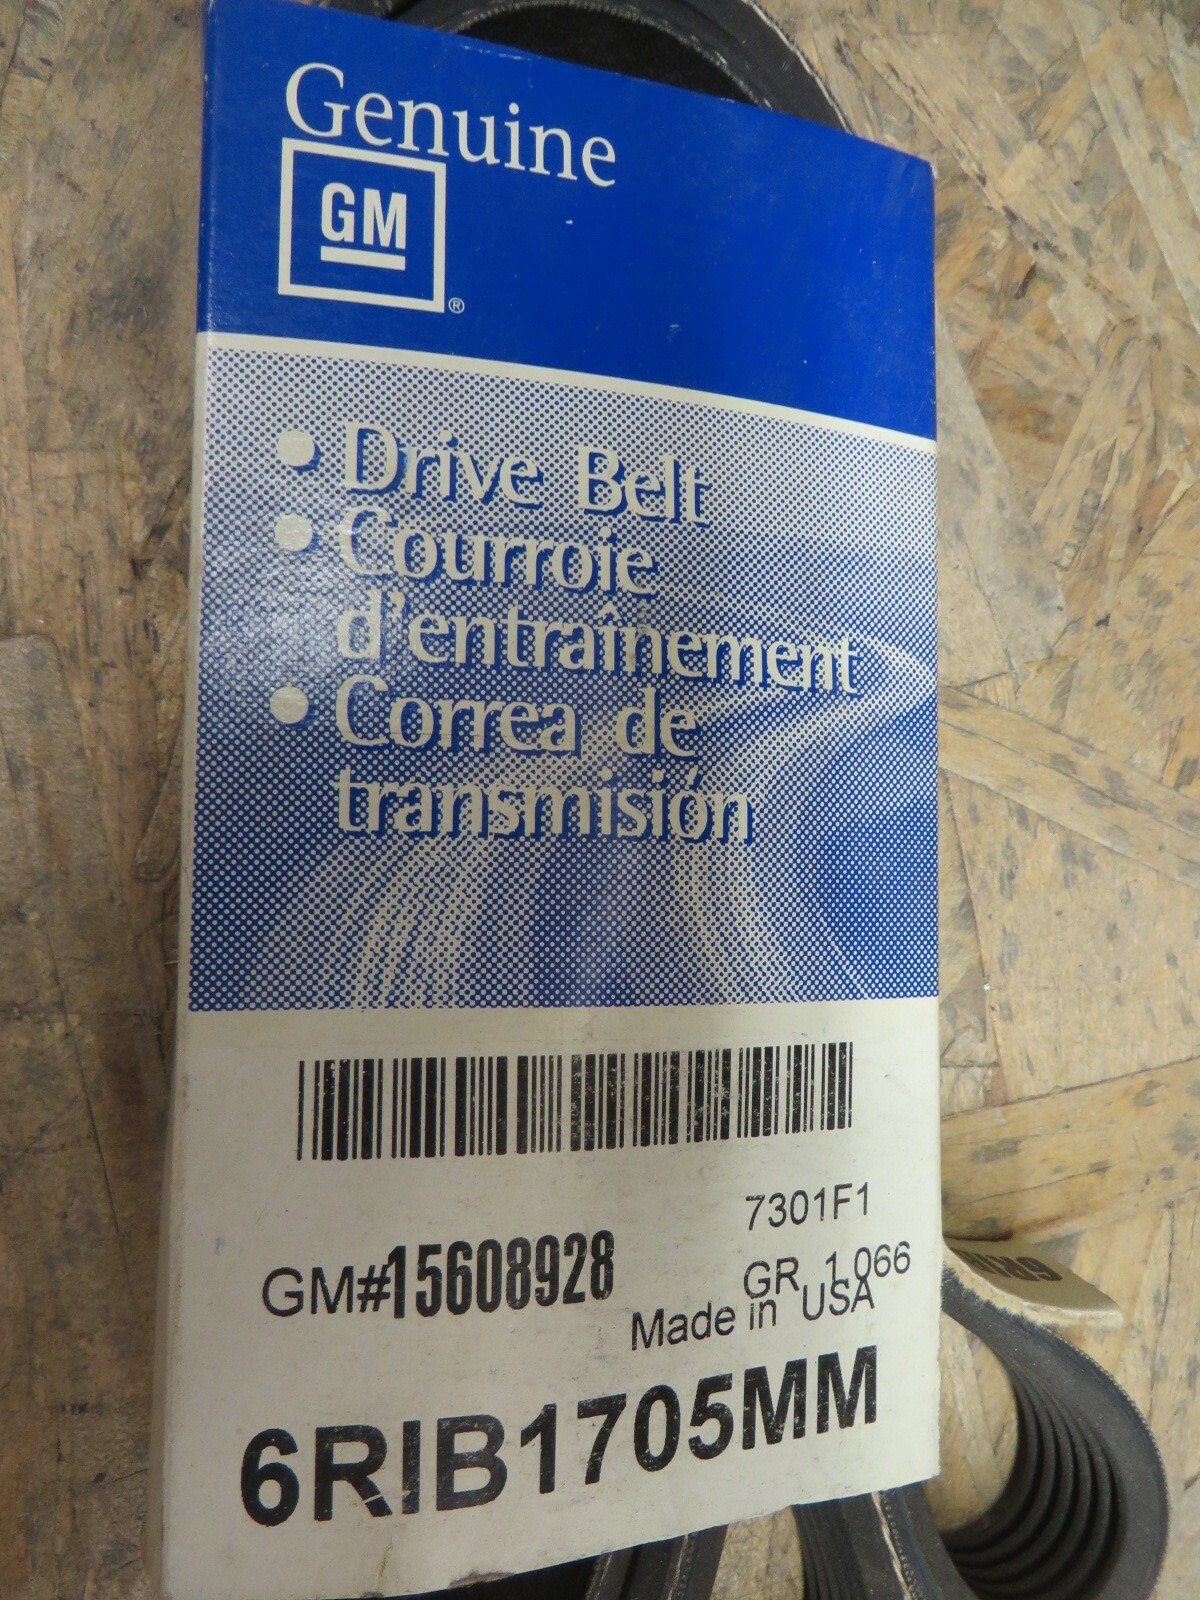 Genuine
GM
®
• Drive Belt
• Courroie
d'entraînement
• Correa de
transmisión
7301F1
GM#15608928
GR 1.066
Made in USA
6RIB1705MM